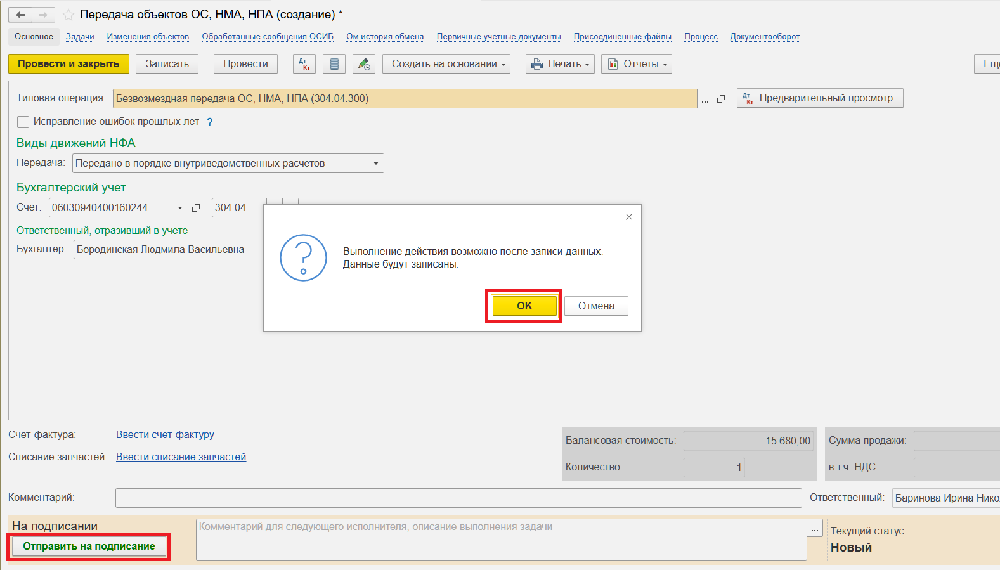 Передача объектов ОС, НМА, НПА (создание) *
Основное Задачи Изменения объектов Обработанные сообщения ОСИБ Ом история обмена Первичные учетные документы Присоединенные файлы Процесс Документооборот
Провести и закрыть Записать Провести Дт Кт Создать на основании Печать Отчеты Ещё
Типовая операция: Безвозмездная передача ОС, НМА, НПА (304.04.300) ... Дт Кт Предварительный просмотр
Исправление ошибок прошлых лет ?
Виды движений НФА
Передача: Передано в порядке внутриведомственных расчетов
Бухгалтерский учет
Счет: 06030940400160244 304.04
Ответственный, отразивший в учете
Бухгалтер: Бородинская Людмила Васильевна
Выполнение действия возможно после записи данных.
Данные будут записаны.
OK Отмена
Счет-фактура: Ввести счет-фактуру
Списание запчастей: Ввести списание запчастей
Балансовая стоимость: 15 680,00 Сумма продажи:
Количество: 1 в т.ч. НДС:
Комментарий: Ответственный: Баринова Ирина Нико
На подписании
Отправить на подписание
Комментарий для следующего исполнителя, описание выполнения задачи ...
Текущий статус:
Новый